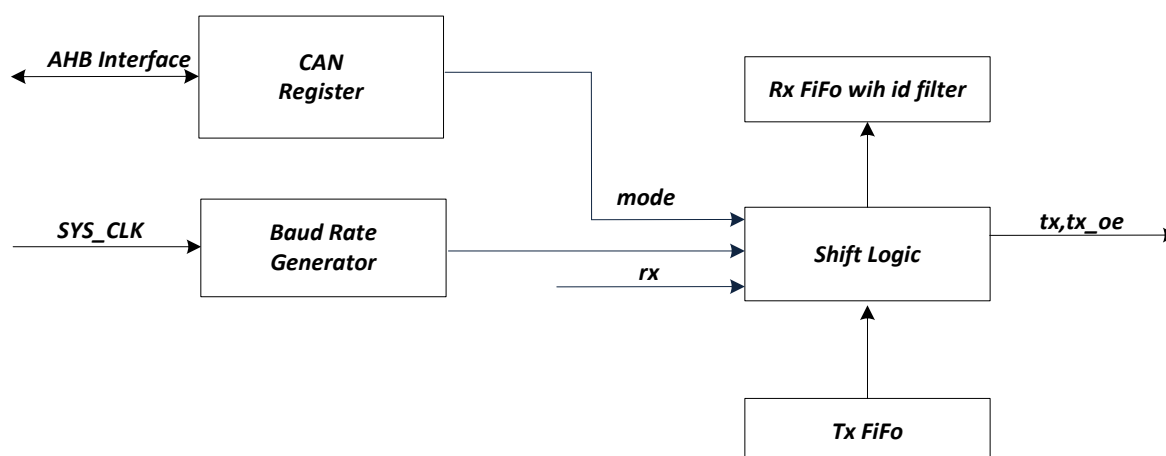 AHB Interface
CAN
Register
Rx FiFo wih id filter
mode
SYS_CLK
Baud Rate
Generator
rx
Shift Logic
tx,tx_oe
Tx FiFo